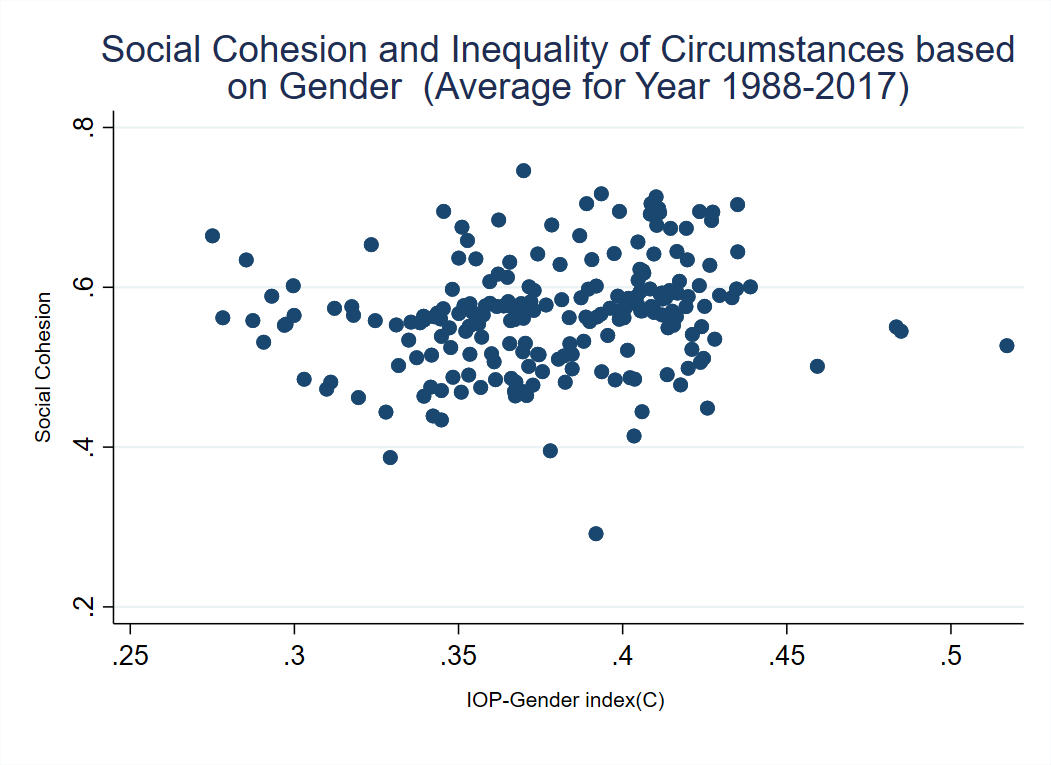 Social Cohesion and Inequality of Circumstances based
on Gender  (Average for Year 1988-2017)
.8
.6
.4
.2
Social Cohesion
.25 .3 .35 .4 .45 .5
IOP-Gender index(C)